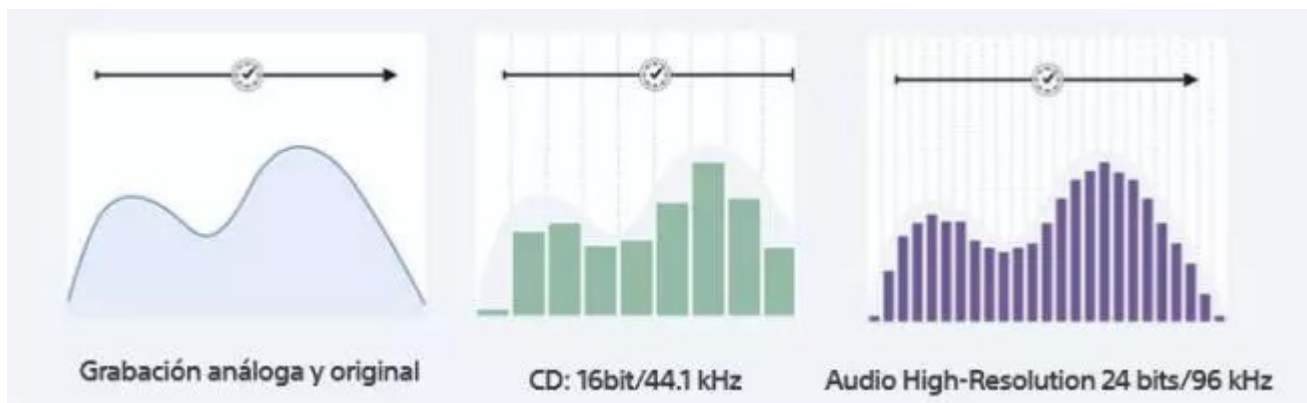 Grabación análoga y original
CD: 16bit/44.1 kHz
Audio High-Resolution 24 bits/96 kHz